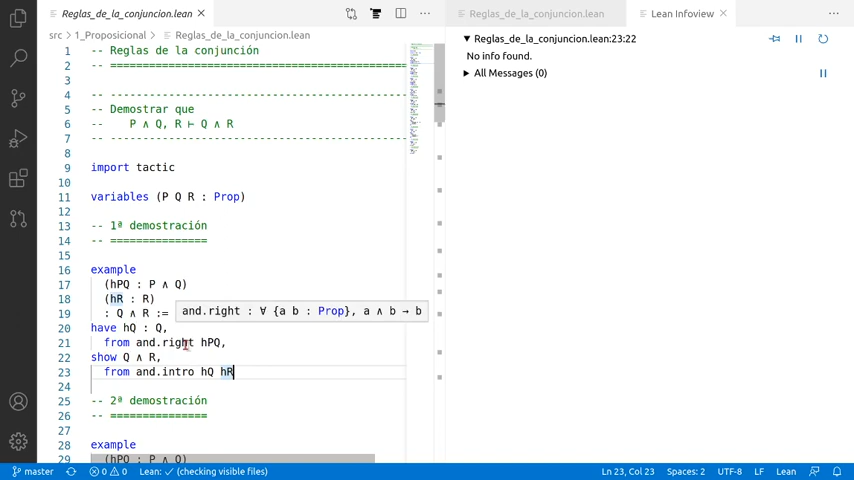 Reglas_de_la_conjuncion.lean
Reglas_de_la_conjuncion.lean
Lean Infoview
src > 1_Proposicional > Reglas_de_la_conjuncion.lean
1 -- Reglas de la conjunción
2 -- =============================================
3
4 -- ---------------------------------------------
5 -- Demostrar que
6 --    P ∧ Q, R ⊢ Q ∧ R
7 -- ---------------------------------------------
8
9 import tactic
10
11 variables (P Q R : Prop)
12
13 -- 1ª demostración
14 -- ===============
15
16 example
17   (hPQ : P ∧ Q)
18   (hR : R)
and.right : ∀ {a b : Prop}, a ∧ b → b
19   : Q ∧ R :=
20 have hQ : Q,
21   from and.right hPQ,
22 show Q ∧ R,
23   from and.intro hQ hR
24
25 -- 2ª demostración
26 -- ===============
27
28 example
29   (hPQ : P ∧ Q)
Reglas_de_la_conjuncion.lean:23:22
No info found.
All Messages (0)
master 0 0 Lean: ✓ (checking visible files) Ln 23, Col 23 Spaces: 2 UTF-8 LF Lean